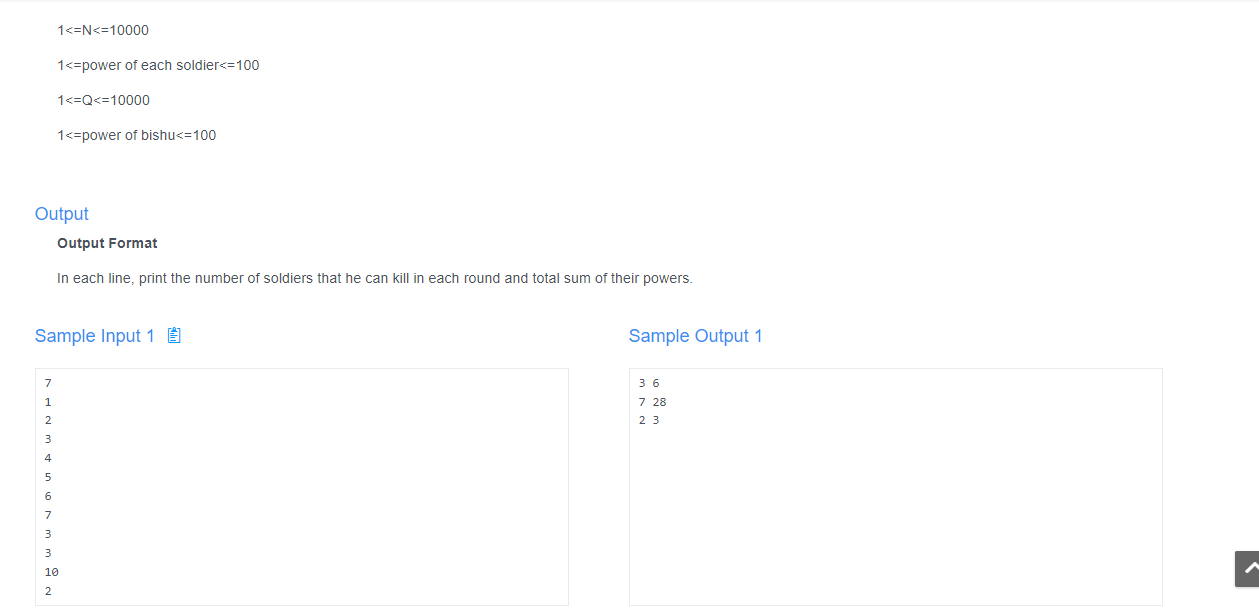 1<=N<=10000
1<=power of each soldier<=100
1<=Q<=10000
1<=power of bishu<=100
Output
Output Format
In each line, print the number of soldiers that he can kill in each round and total sum of their powers.
Sample Input 1
7
1
2
3
4
5
6
7
3
3
10
2
Sample Output 1
3 6
7 28
2 3